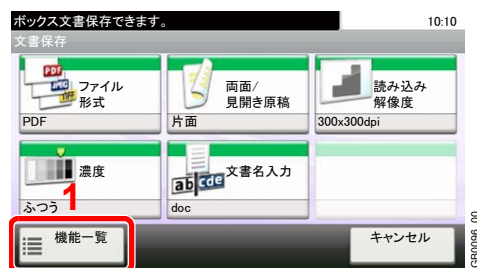 ボックス文書保存できます。
10:10
文書保存
PDF
JPEG
TIFF
ファイル
形式
PDF
両面/
見開き原稿
片面
読み込み
解像度
300x300dpi
濃度
ふつう
1
ab cde
文書名入力
doc
機能一覧
キャンセル
GB0096_00